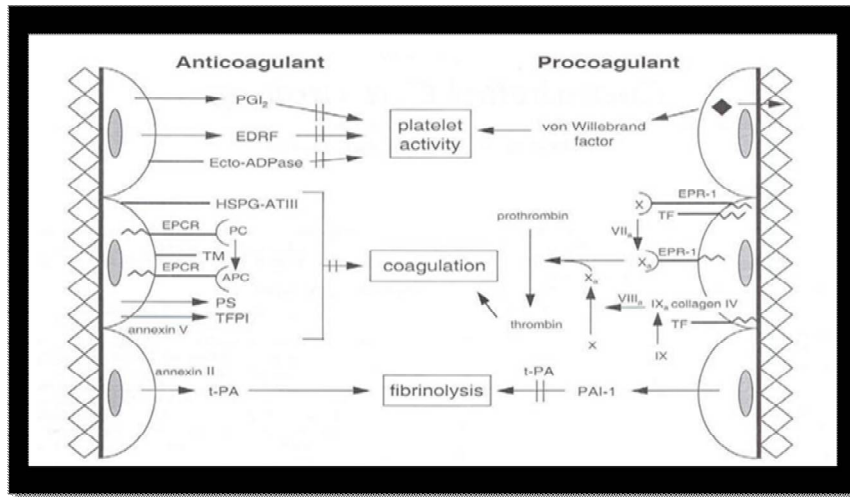 Anticoagulant
Procoagulant
PGI₂
EDRF
Ecto-ADPase
platelet
activity
von Willebrand
factor
HSPG-ATIII
EPCR
PC
TM
EPCR
APC
PS
TFPI
annexin V
coagulation
prothrombin
thrombin
X
EPR-1
TF
VIIₐ
Xₐ
EPR-1
Xₐ
VIIIₐ
IXₐ
collagen IV
TF
X
IX
annexin II
t-PA
fibrinolysis
t-PA
PAI-1